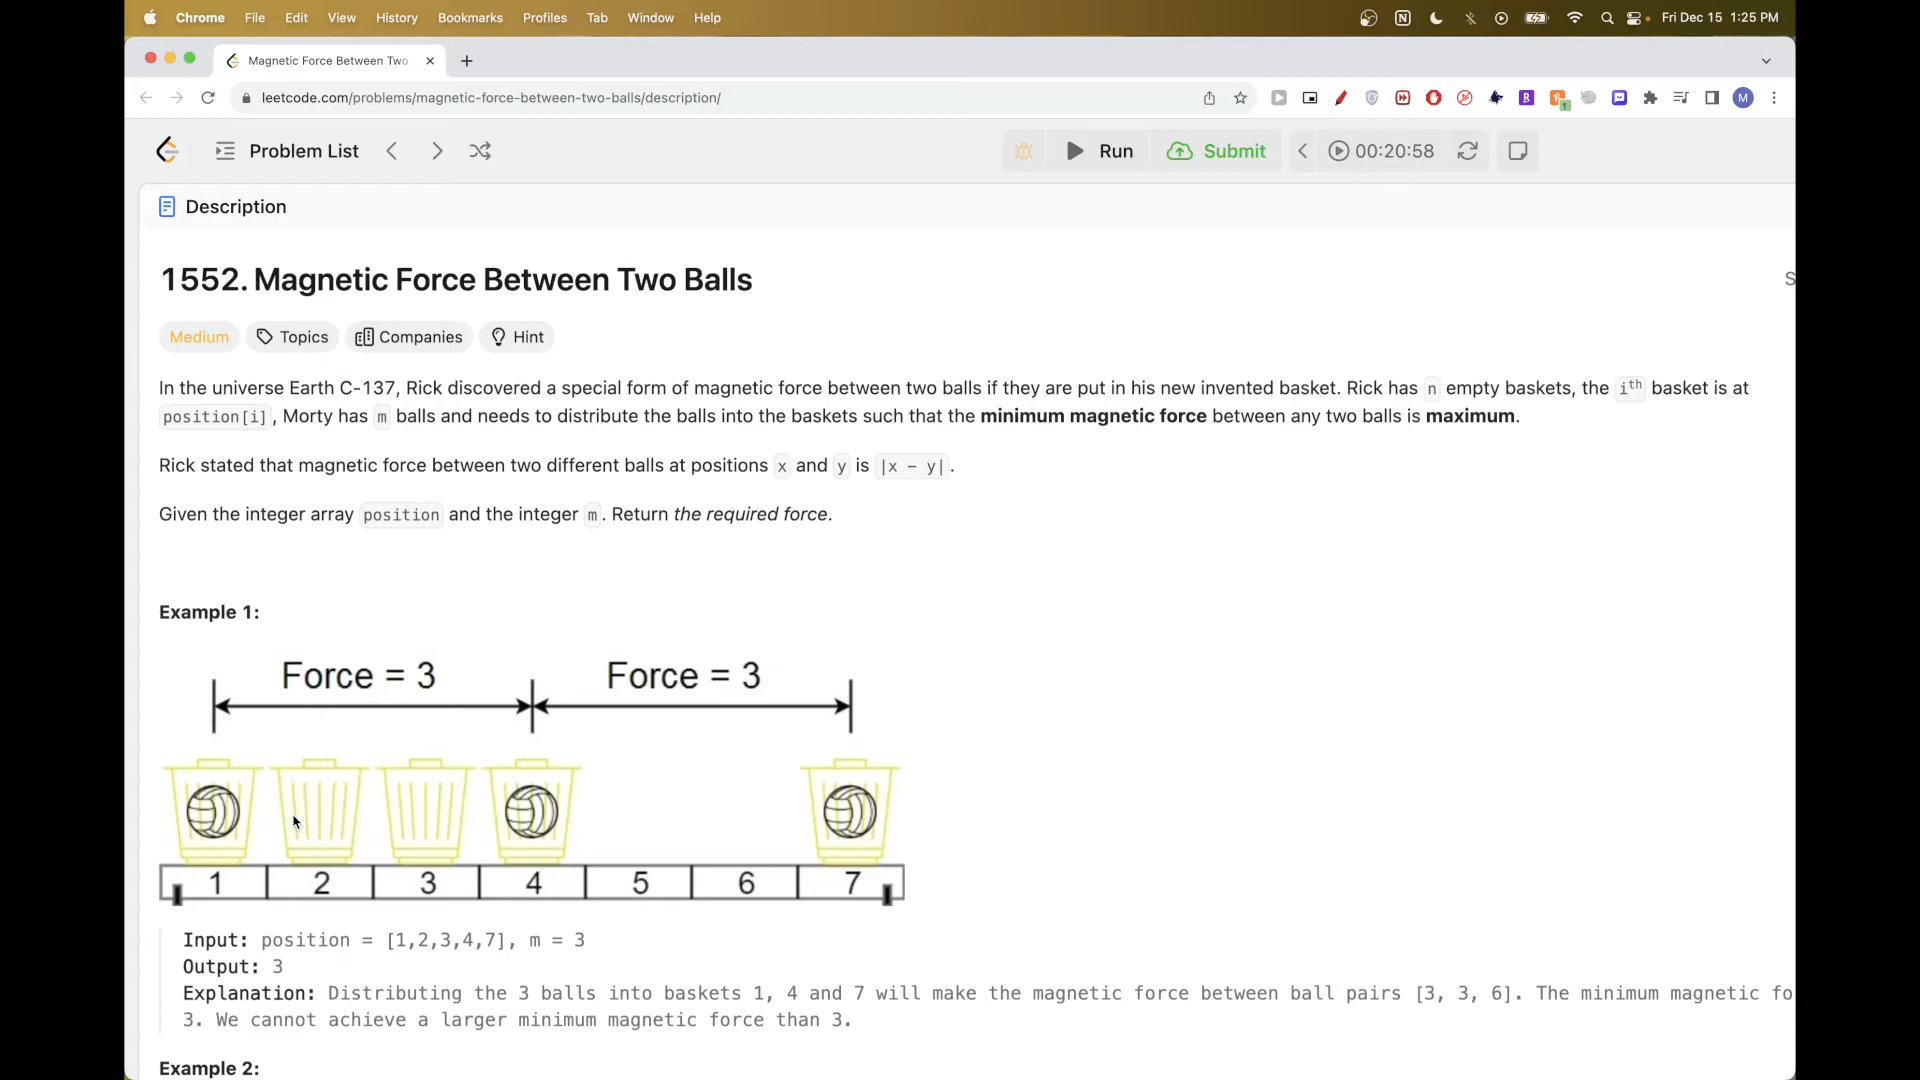 Chrome File Edit View History Bookmarks Profiles Tab Window Help Fri Dec 15 1:25 PM
Magnetic Force Between Two
leetcode.com/problems/magnetic-force-between-two-balls/description/
Problem List Run Submit 00:20:58
Description
1552. Magnetic Force Between Two Balls
S
Medium Topics Companies Hint
In the universe Earth C-137, Rick discovered a special form of magnetic force between two balls if they are put in his new invented basket. Rick has n empty baskets, the ith basket is at
position[i], Morty has m balls and needs to distribute the balls into the baskets such that the minimum magnetic force between any two balls is maximum.
Rick stated that magnetic force between two different balls at positions x and y is |x - y|.
Given the integer array position and the integer m. Return the required force.
Example 1:
Force = 3 Force = 3
1 2 3 4 5 6 7
Input: position = [1,2,3,4,7], m = 3
Output: 3
Explanation: Distributing the 3 balls into baskets 1, 4 and 7 will make the magnetic force between ball pairs [3, 3, 6]. The minimum magnetic fo
3. We cannot achieve a larger minimum magnetic force than 3.
Example 2: